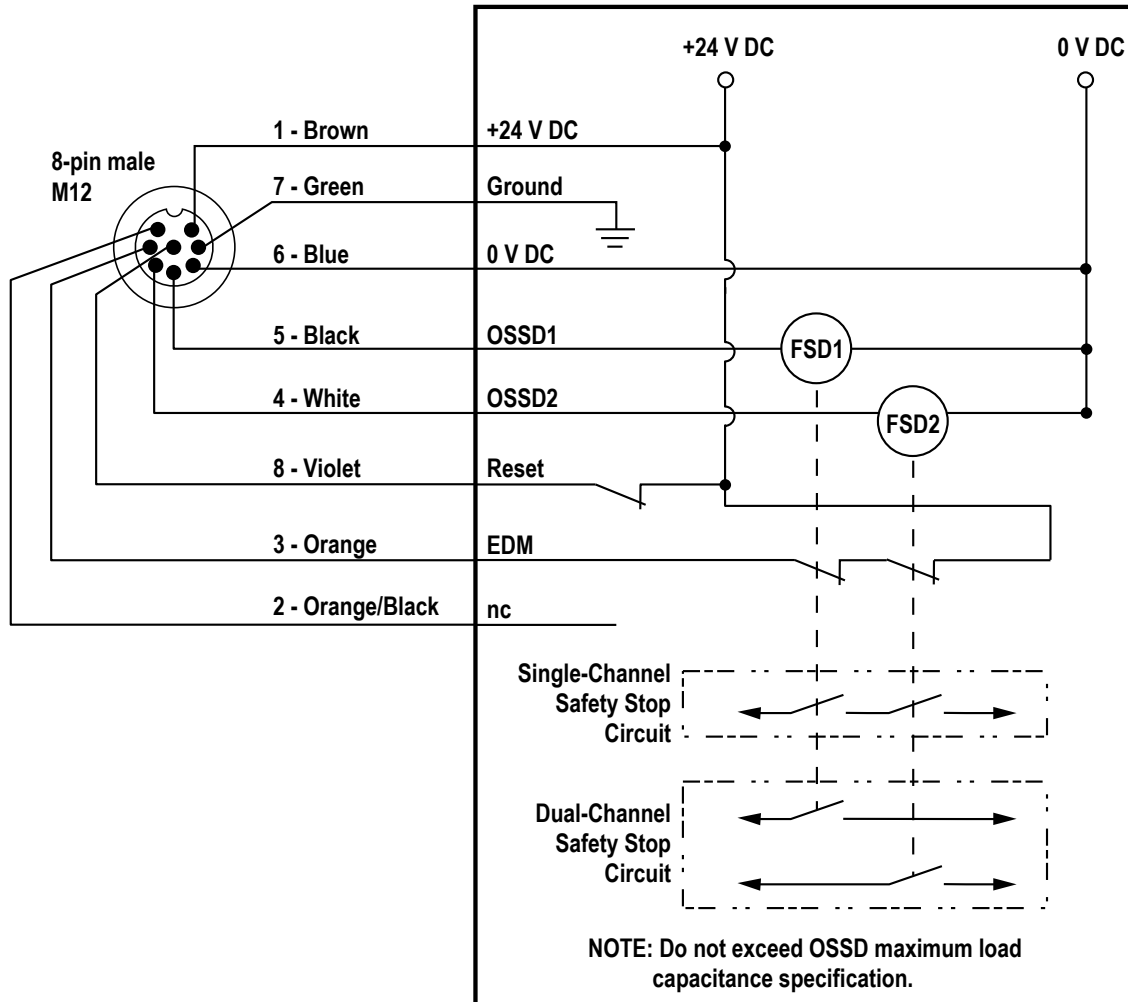 +24 V DC
0 V DC
8-pin male
M12
1 - Brown
+24 V DC
7 - Green
Ground
6 - Blue
0 V DC
5 - Black
OSSD1
FSD1
4 - White
OSSD2
FSD2
8 - Violet
Reset
3 - Orange
EDM
2 - Orange/Black
nc
Single-Channel
Safety Stop
Circuit
Dual-Channel
Safety Stop
Circuit
NOTE: Do not exceed OSSD maximum load
capacitance specification.